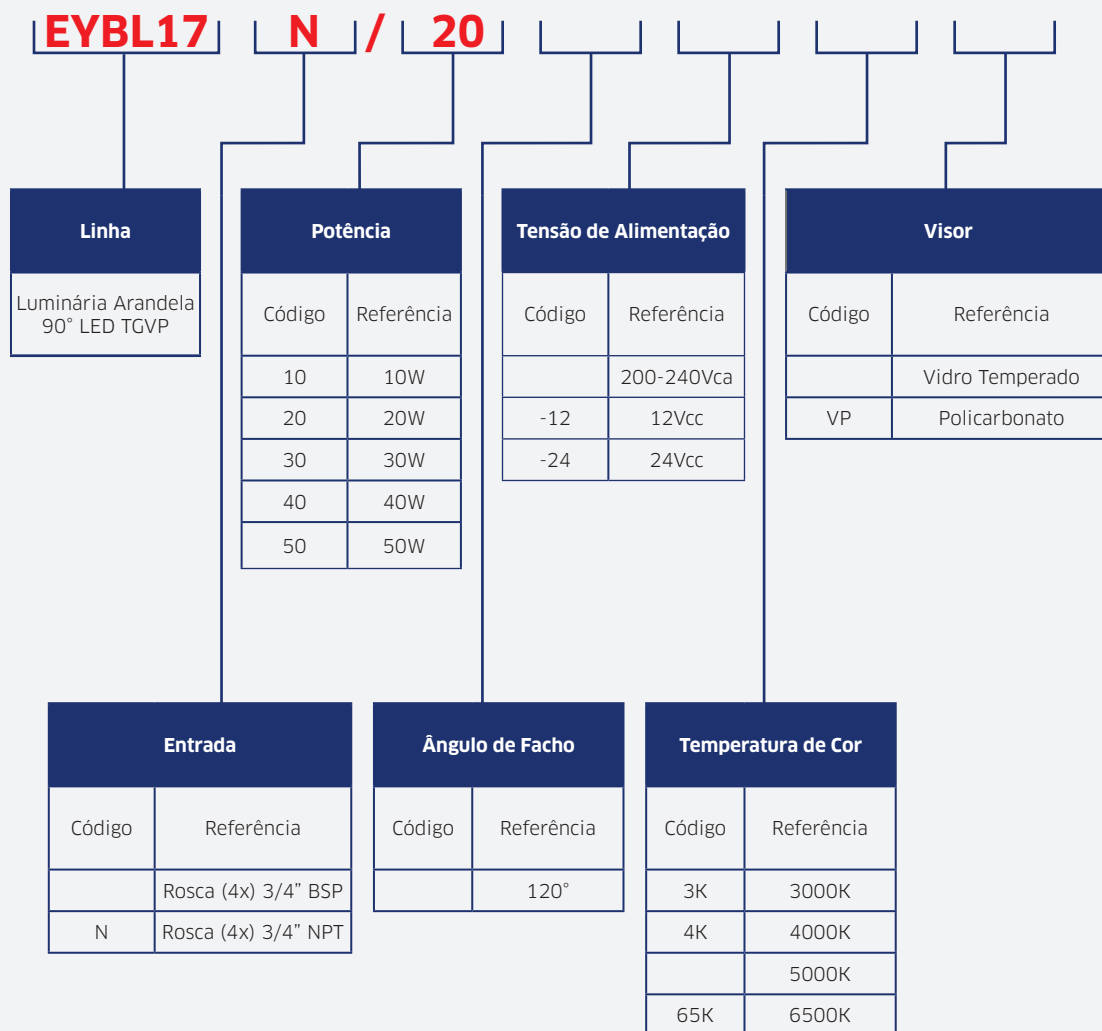 EYBL17 N / 20
Linha
Luminária Arandela
90° LED TGVP
Potência
Código Referência
10 10W
20 20W
30 30W
40 40W
50 50W
Tensão de Alimentação
Código Referência
200-240Vca
-12 12Vcc
-24 24Vcc
Visor
Código Referência
Vidro Temperado
VP Policarbonato
Entrada
Código Referência
Rosca (4x) 3/4” BSP
N Rosca (4x) 3/4” NPT
Ângulo de Facho
Código Referência
120°
Temperatura de Cor
Código Referência
3K 3000K
4K 4000K
5000K
65K 6500K